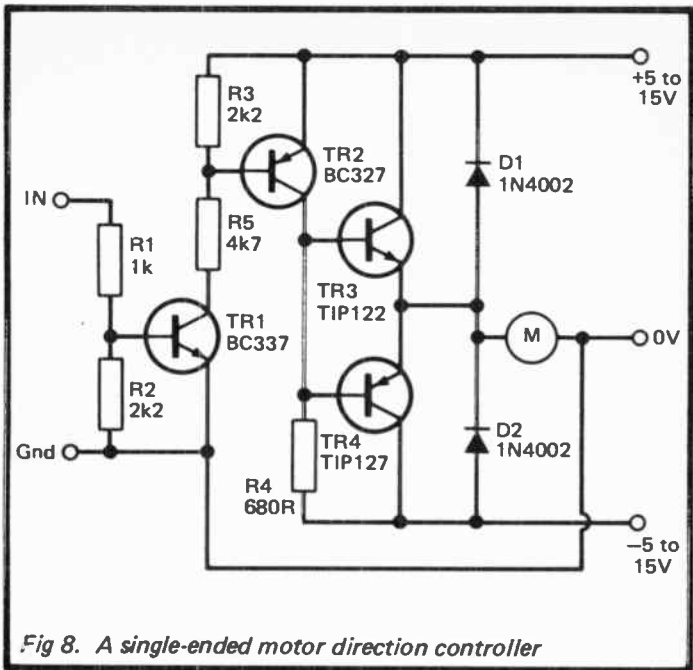 R3
2k2
+5 to
15V
TR2
BC327
D1
1N4002
IN
R1
1k
R5
4k7
TR1
BC337
TR3
TIP122
M
0V
R2
2k2
Gnd
TR4
TIP127
D2
1N4002
R4
680R
−5 to
15V
Fig 8. A single-ended motor direction controller